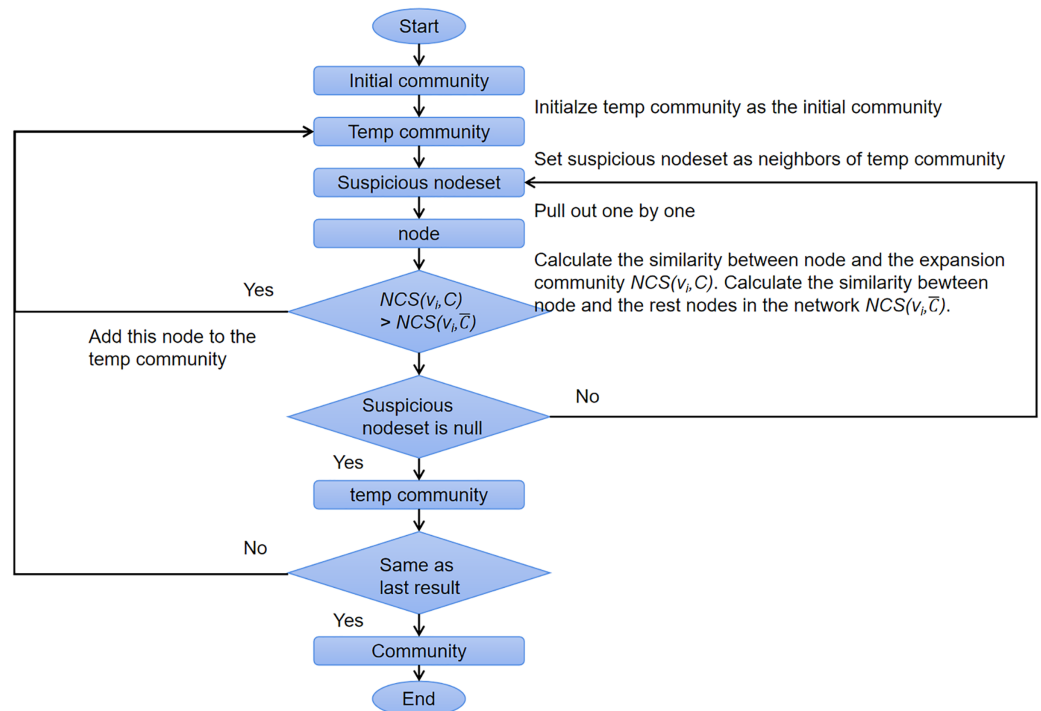 Start
Initial community
Initialze temp community as the initial community
Temp community
Set suspicious nodeset as neighbors of temp community
Suspicious nodeset
Pull out one by one
node
Calculate the similarity between node and the expansion
community NCS(vᵢ,C). Calculate the similarity bewteen
node and the rest nodes in the network NCS(vᵢ,C̅).
Yes
NCS(vᵢ,C)
> NCS(vᵢ,C̅)
Add this node to the
temp community
Suspicious
nodeset is null
No
Yes
temp community
No
Same as
last result
Yes
Community
End